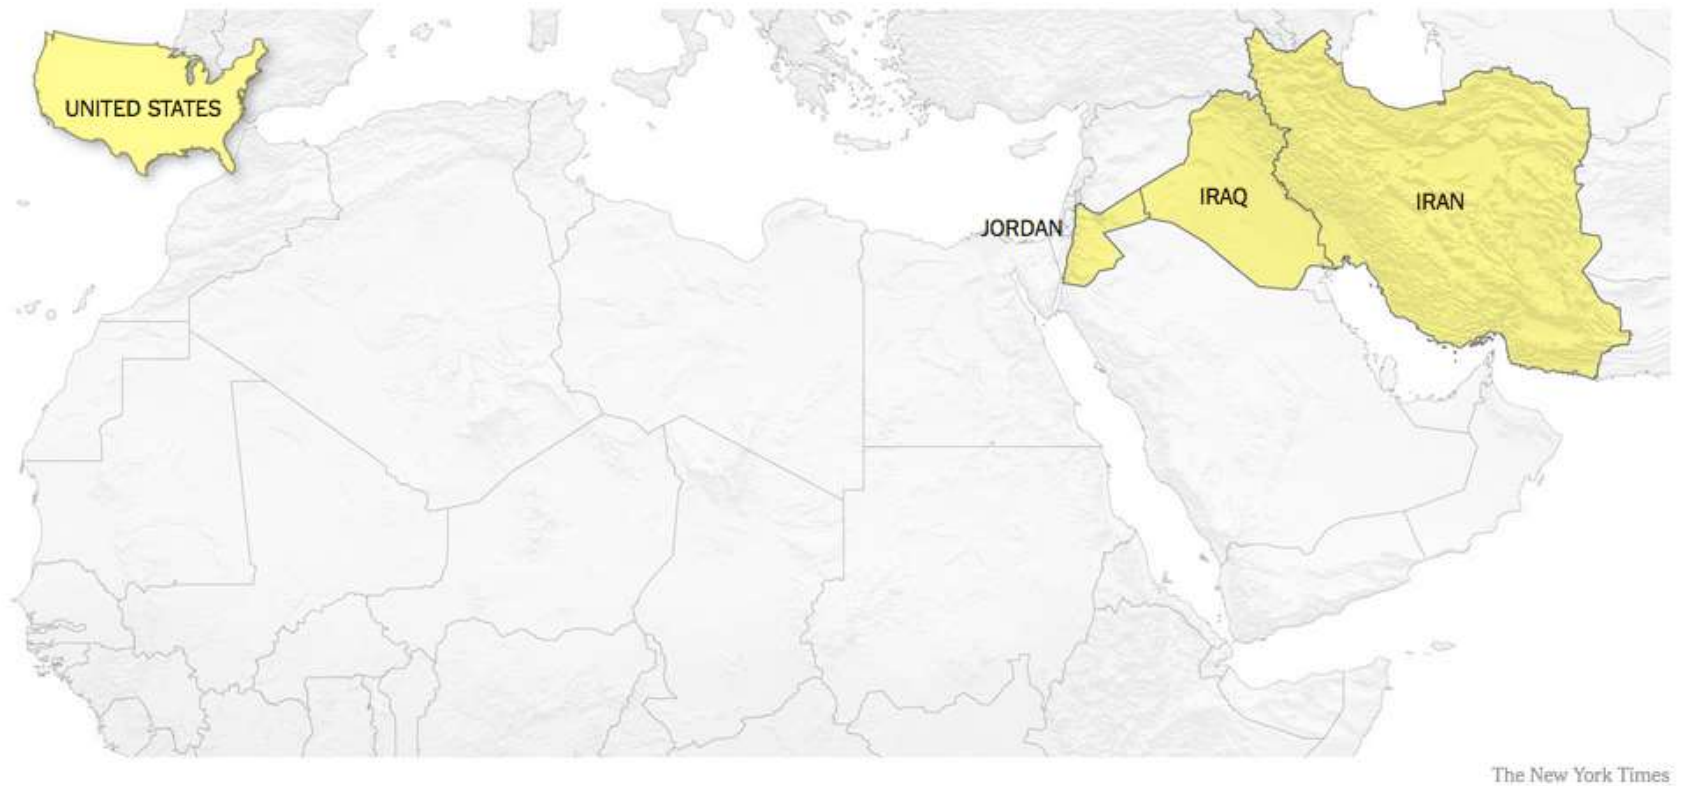 UNITED STATES
IRAQ
IRAN
JORDAN
The New York Times